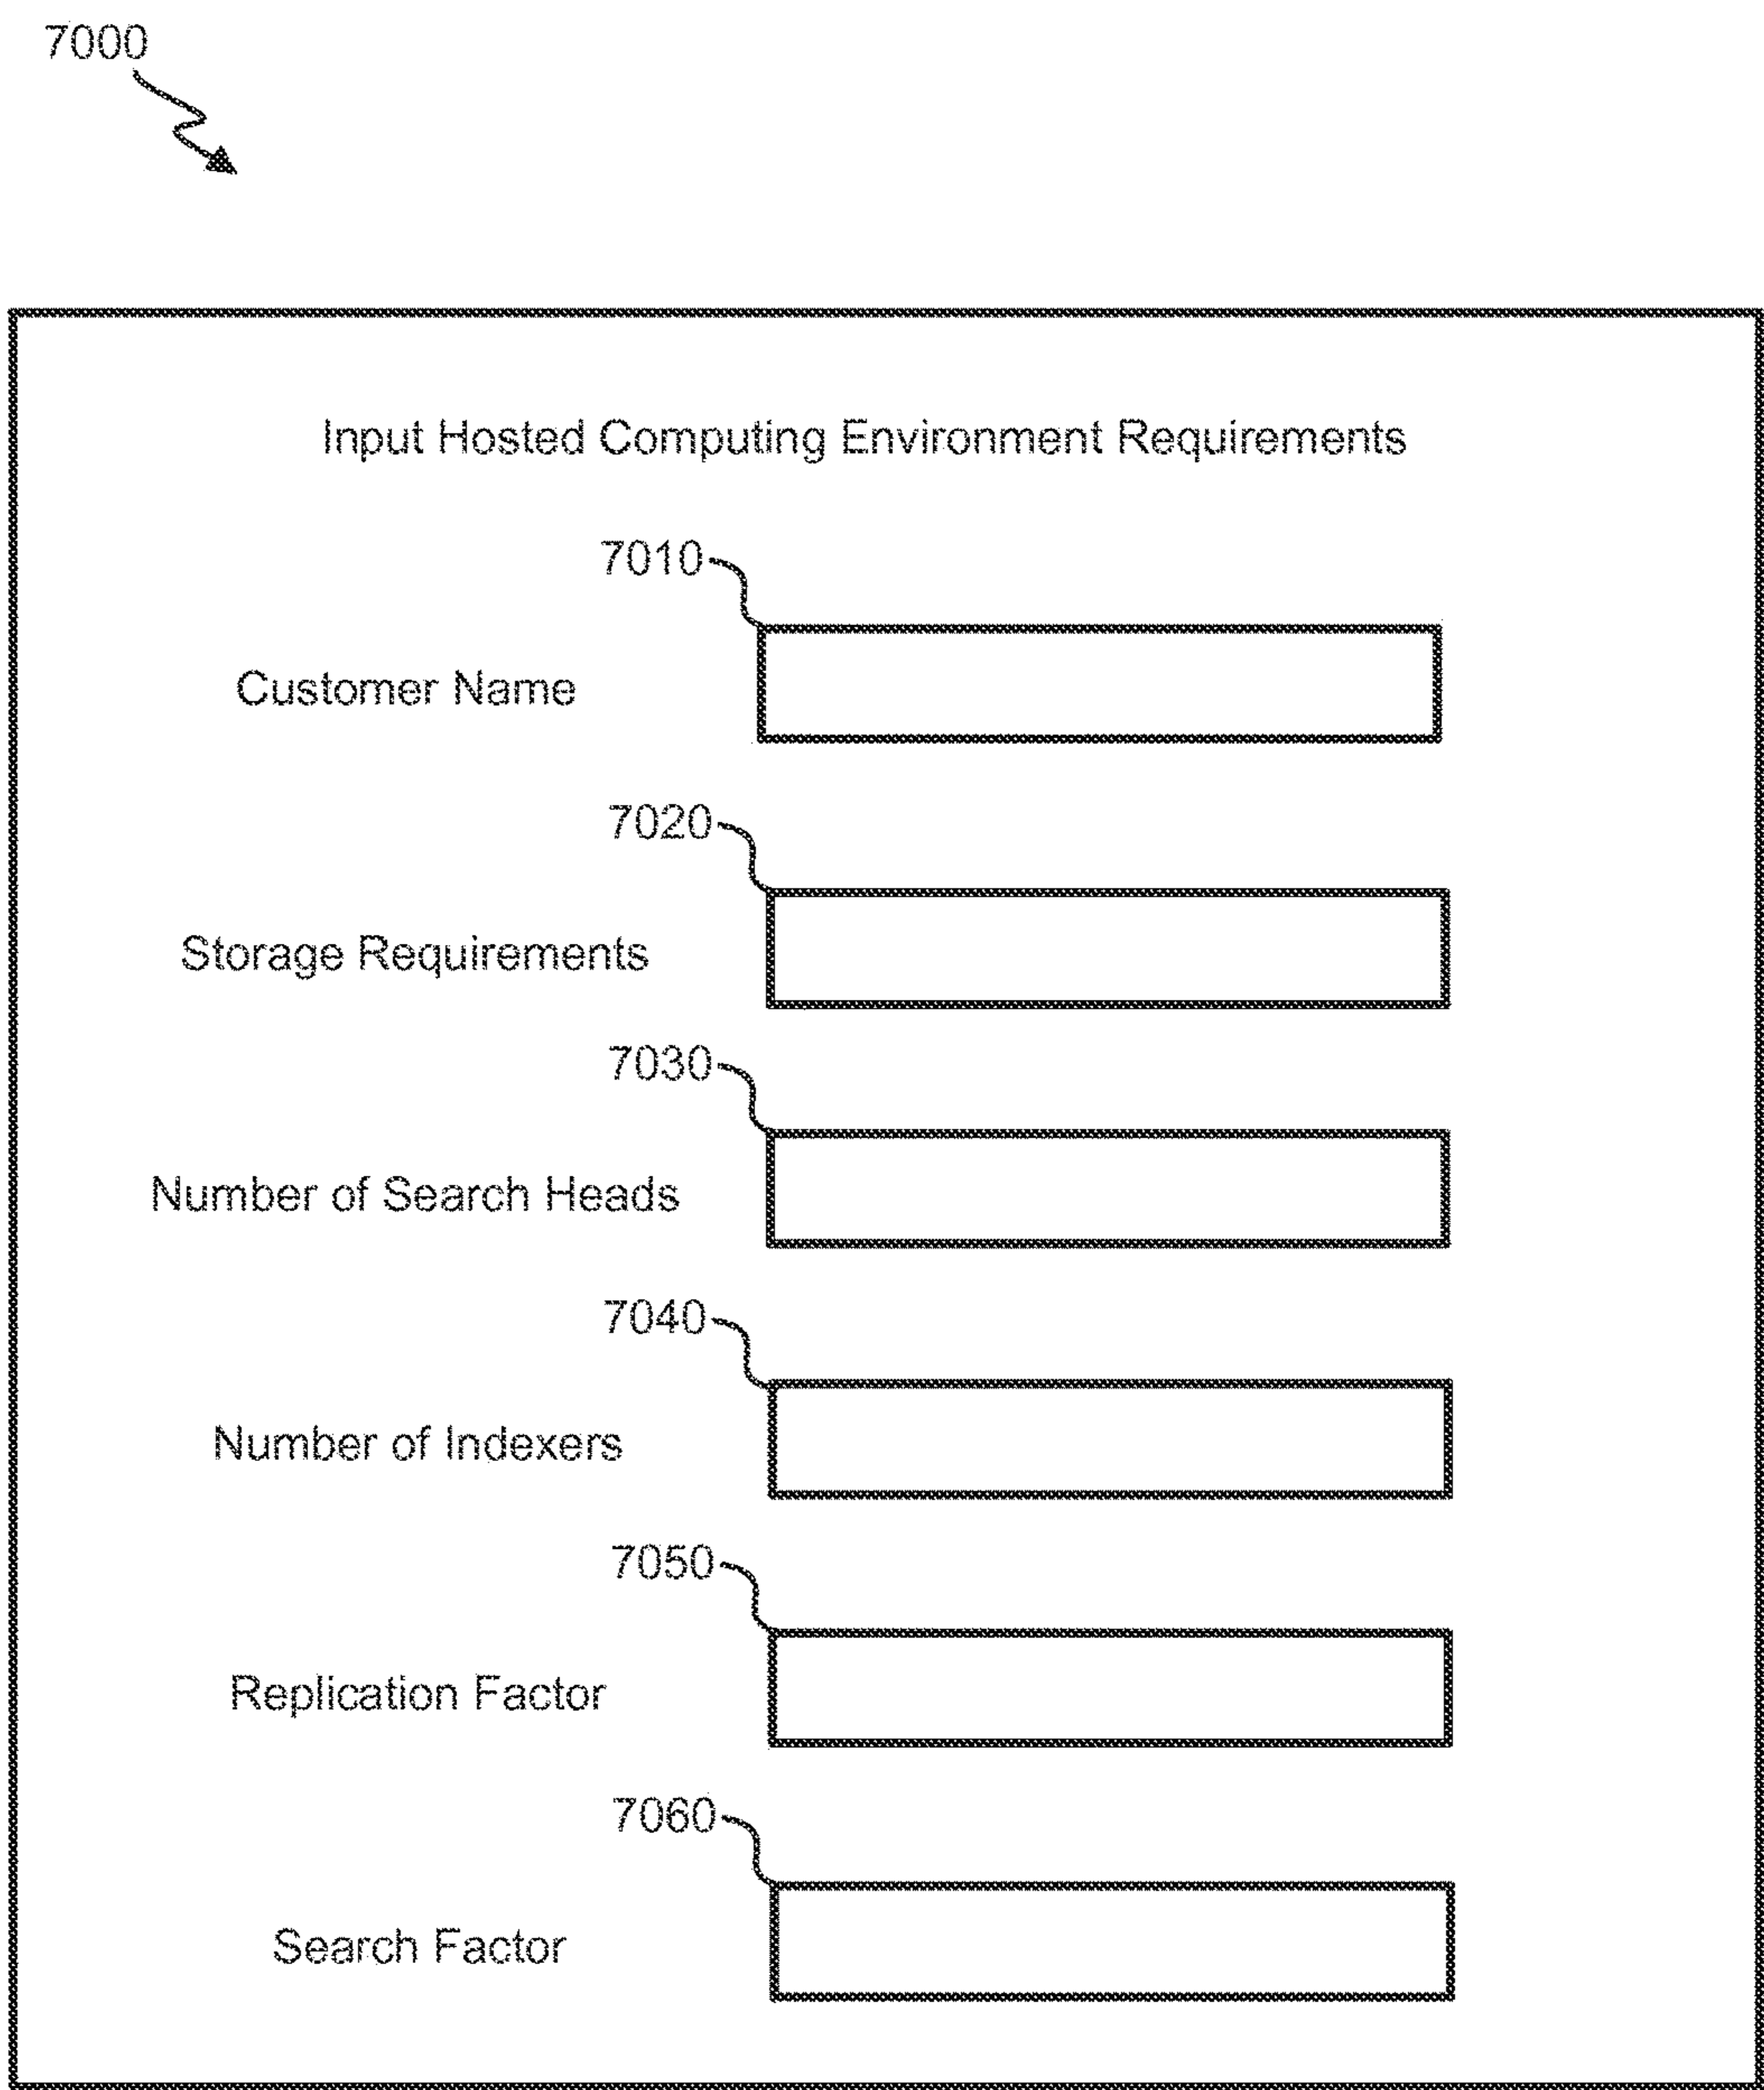 7000
Input Hosted Computing Environment Requirements
7010
Customer Name
7020
Storage Requirements
7030
Number of Search Heads
7040
Number of Indexers
7050
Replication Factor
7060
Search Factor